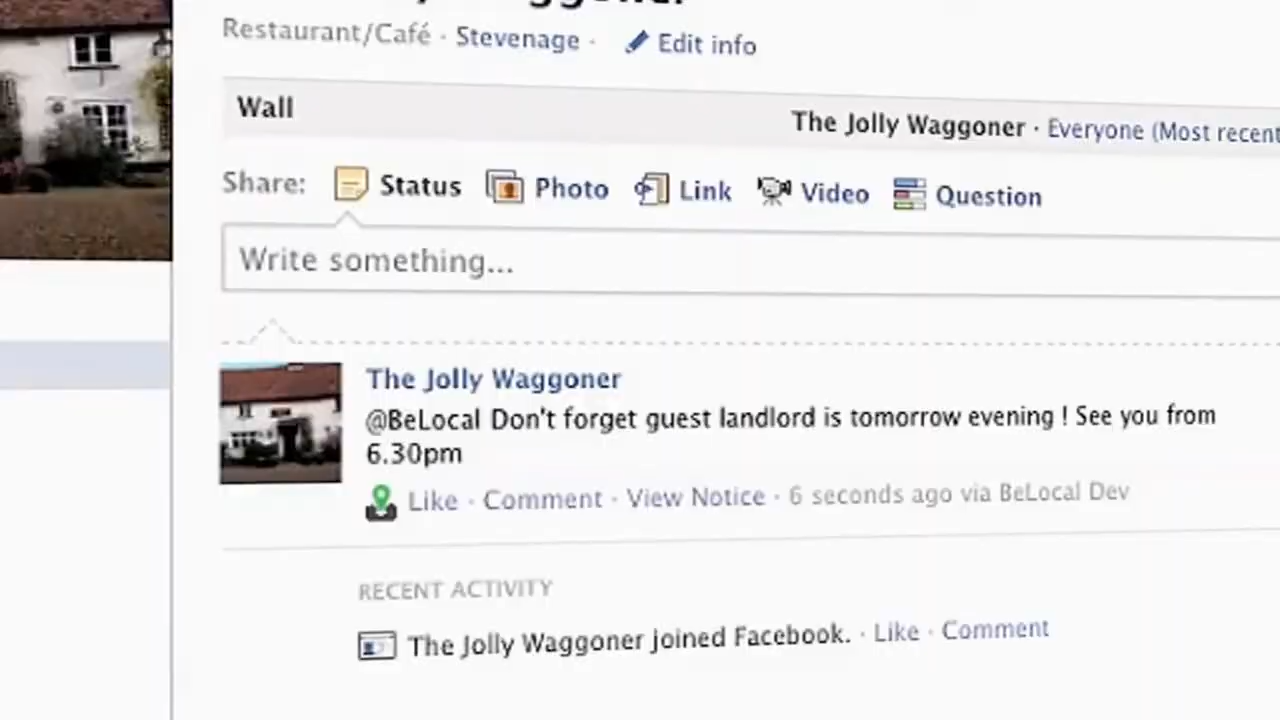 Restaurant/Café · Stevenage · Edit info
Wall
The Jolly Waggoner · Everyone (Most recent
Share: Status Photo Link Video Question
Write something...
The Jolly Waggoner
@BeLocal Don't forget guest landlord is tomorrow evening ! See you from
6.30pm
Like · Comment · View Notice · 6 seconds ago via BeLocal Dev
RECENT ACTIVITY
The Jolly Waggoner joined Facebook. · Like · Comment